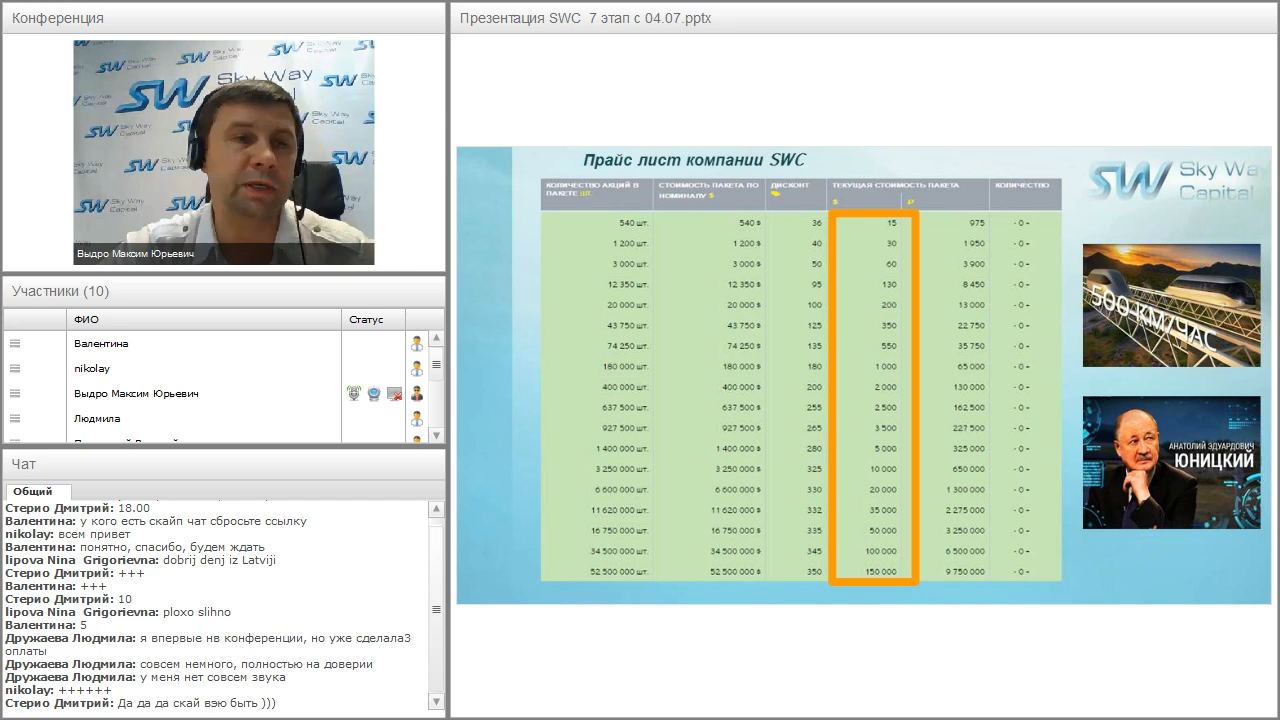 Конференция
SW Sky Way Capital
Выдро Максим Юрьевич
Участники (10)
ФИО Статус
Валентина
nikolay
Выдро Максим Юрьевич
Людмила
Чат
Общий
Стерио Дмитрий: 18.00
Валентина: у кого есть скайп чат сбросьте ссылку
nikolay: всем привет
Валентина: понятно, спасибо, будем ждать
lipova Nina Grigorievna: dobrij denj iz Latviji
Стерио Дмитрий: +++
Валентина: +++
Стерио Дмитрий: 10
lipova Nina Grigorievna: ploxo slihno
Валентина: 5
Дружаева Людмила: я впервые нв конференции, но уже сделала3
оплаты
Дружаева Людмила: совсем немного, полностью на доверии
Дружаева Людмила: у меня нет совсем звука
nikolay: ++++++
Стерио Дмитрий: Да да да скай вэю быть )))
Презентация SWC 7 этап с 04.07.pptx
Прайс лист компании SWC
КОЛИЧЕСТВО АКЦИЙ В ПАКЕТЕ ШТ. СТОИМОСТЬ ПАКЕТА ПО НОМИНАЛУ $ ДИСКОНТ % ТЕКУЩАЯ СТОИМОСТЬ ПАКЕТА $ ₽ КОЛИЧЕСТВО
540 шт. 540 $ 36 15 975 - 0 +
1 200 шт. 1 200 $ 40 30 1 950 - 0 +
3 000 шт. 3 000 $ 50 60 3 900 - 0 +
12 350 шт. 12 350 $ 95 130 8 450 - 0 +
20 000 шт. 20 000 $ 100 200 13 000 - 0 +
43 750 шт. 43 750 $ 125 350 22 750 - 0 +
74 250 шт. 74 250 $ 135 550 35 750 - 0 +
180 000 шт. 180 000 $ 180 1 000 65 000 - 0 +
400 000 шт. 400 000 $ 200 2 000 130 000 - 0 +
637 500 шт. 637 500 $ 255 2 500 162 500 - 0 +
927 500 шт. 927 500 $ 265 3 500 227 500 - 0 +
1 400 000 шт. 1 400 000 $ 280 5 000 325 000 - 0 +
3 250 000 шт. 3 250 000 $ 325 10 000 650 000 - 0 +
6 600 000 шт. 6 600 000 $ 330 20 000 1 300 000 - 0 +
11 620 000 шт. 11 620 000 $ 332 35 000 2 275 000 - 0 +
16 750 000 шт. 16 750 000 $ 335 50 000 3 250 000 - 0 +
34 500 000 шт. 34 500 000 $ 345 100 000 6 500 000 - 0 +
52 500 000 шт. 52 500 000 $ 350 150 000 9 750 000 - 0 +
SW Sky Wa
Capital
500 КМ/ЧАС
АНАТОЛИЙ ЭДУАРДОВИЧ
ЮНИЦКИЙ